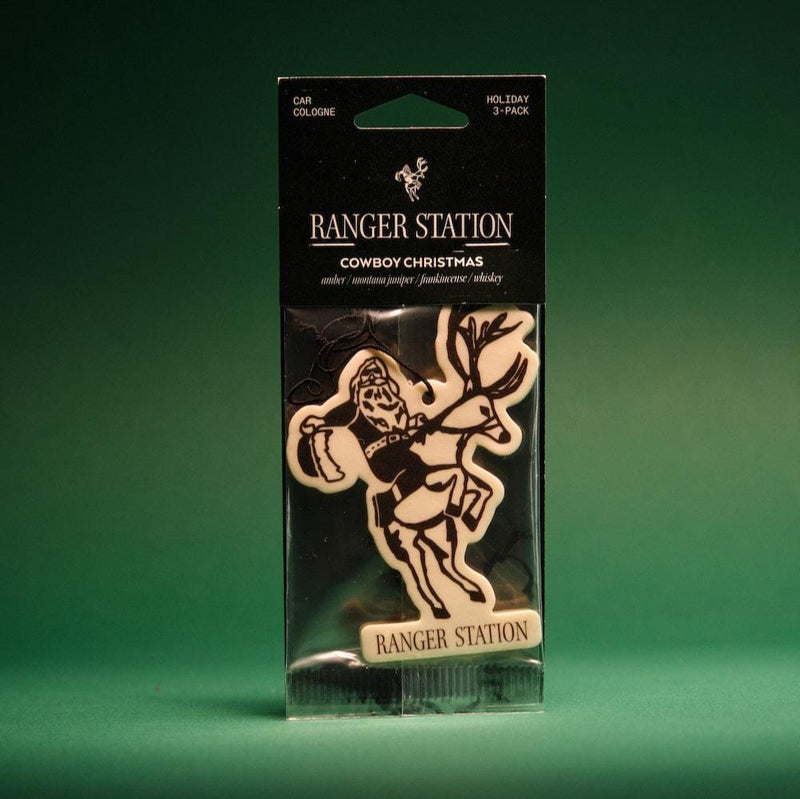 CAR
COLOGNE
HOLIDAY
3-PACK
RANGER STATION
COWBOY CHRISTMAS
amber / montana juniper / frankincense / whiskey
RANGER STATION